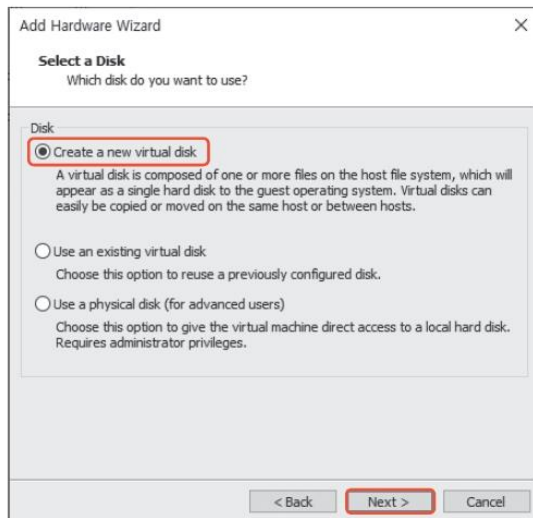 Add Hardware Wizard
Select a Disk
Which disk do you want to use?
Disk
Create a new virtual disk
A virtual disk is composed of one or more files on the host file system, which will
appear as a single hard disk to the guest operating system. Virtual disks can
easily be copied or moved on the same host or between hosts.
Use an existing virtual disk
Choose this option to reuse a previously configured disk.
Use a physical disk (for advanced users)
Choose this option to give the virtual machine direct access to a local hard disk.
Requires administrator privileges.
< Back Next > Cancel